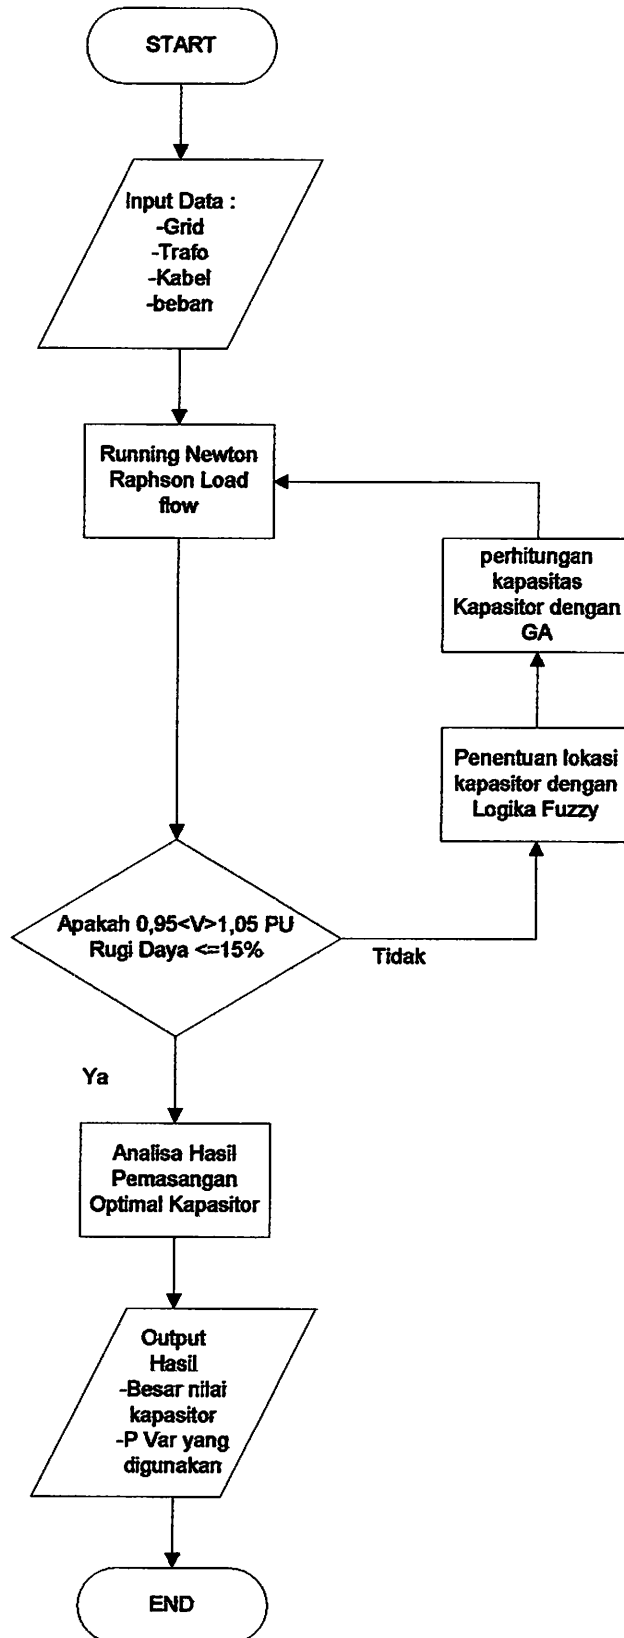 START
Input Data :
-Grid
-Trafo
-Kabel
-beban
Running Newton
Raphson Load
flow
perhitungan
kapasitas
Kapasitor dengan
GA
Penentuan lokasi
kapasitor dengan
Logika Fuzzy
Apakah 0,95<V>1,05 PU
Rugi Daya <=15%
Tidak
Ya
Analisa Hasil
Pemasangan
Optimal Kapasitor
Output
Hasil
-Besar nilai
kapasitor
-P Var yang
digunakan
END